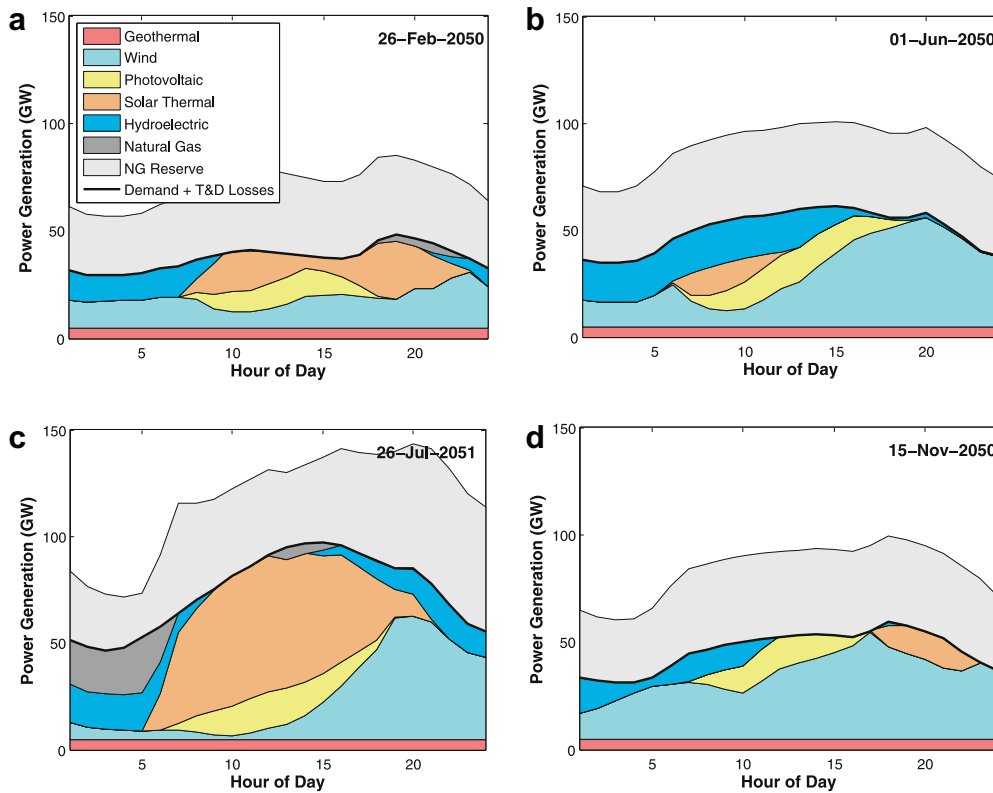 a
150
100
50
0
Power Generation (GW)
26–Feb–2050
Geothermal
Wind
Photovoltaic
Solar Thermal
Hydroelectric
Natural Gas
NG Reserve
Demand + T&D Losses
5
10
15
20
Hour of Day
b
150
100
50
0
Power Generation (GW)
01–Jun–2050
5
10
15
20
Hour of Day
c
150
100
50
0
Power Generation (GW)
26–Jul–2051
5
10
15
20
Hour of Day
d
150
100
50
0
Power Generation (GW)
15–Nov–2050
5
10
15
20
Hour of Day